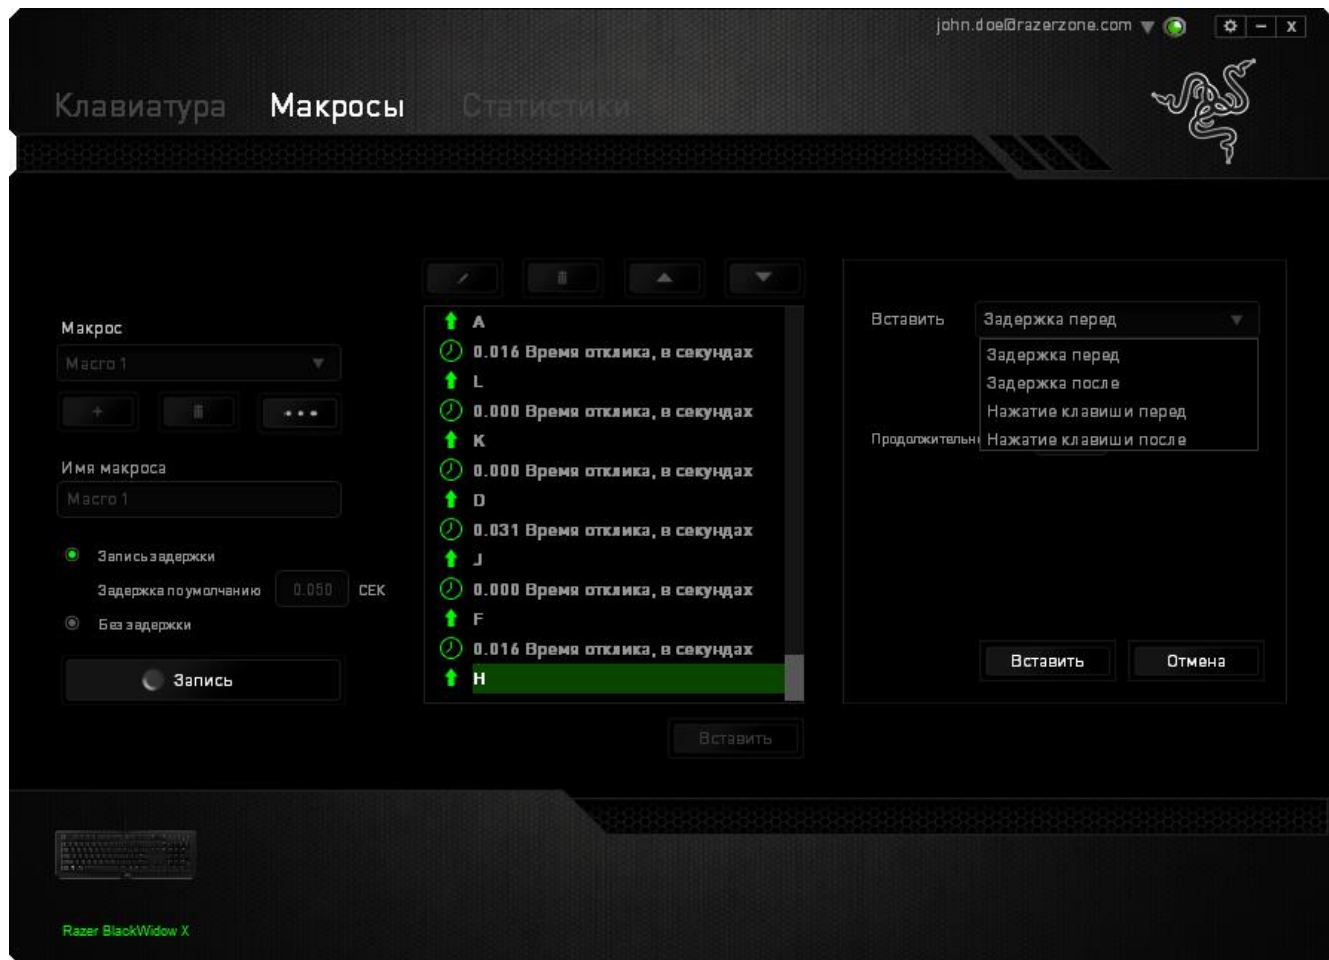 john.doe@razerzone.com
Клавиатура Макросы Статистики
Макрос
Macro 1
Имя макроса
Macro 1
Запись задержки
Задержка по умолчанию 0.050 СЕК
Без задержки
Запись
A
0.016 Время отклика, в секундах
L
0.000 Время отклика, в секундах
K
0.000 Время отклика, в секундах
D
0.031 Время отклика, в секундах
J
0.000 Время отклика, в секундах
F
0.016 Время отклика, в секундах
H
Вставить
Вставить Задержка перед
Задержка перед
Задержка после
Нажатие клавиши перед
Нажатие клавиши после
Продолжительн
Вставить Отмена
Razer BlackWidow X